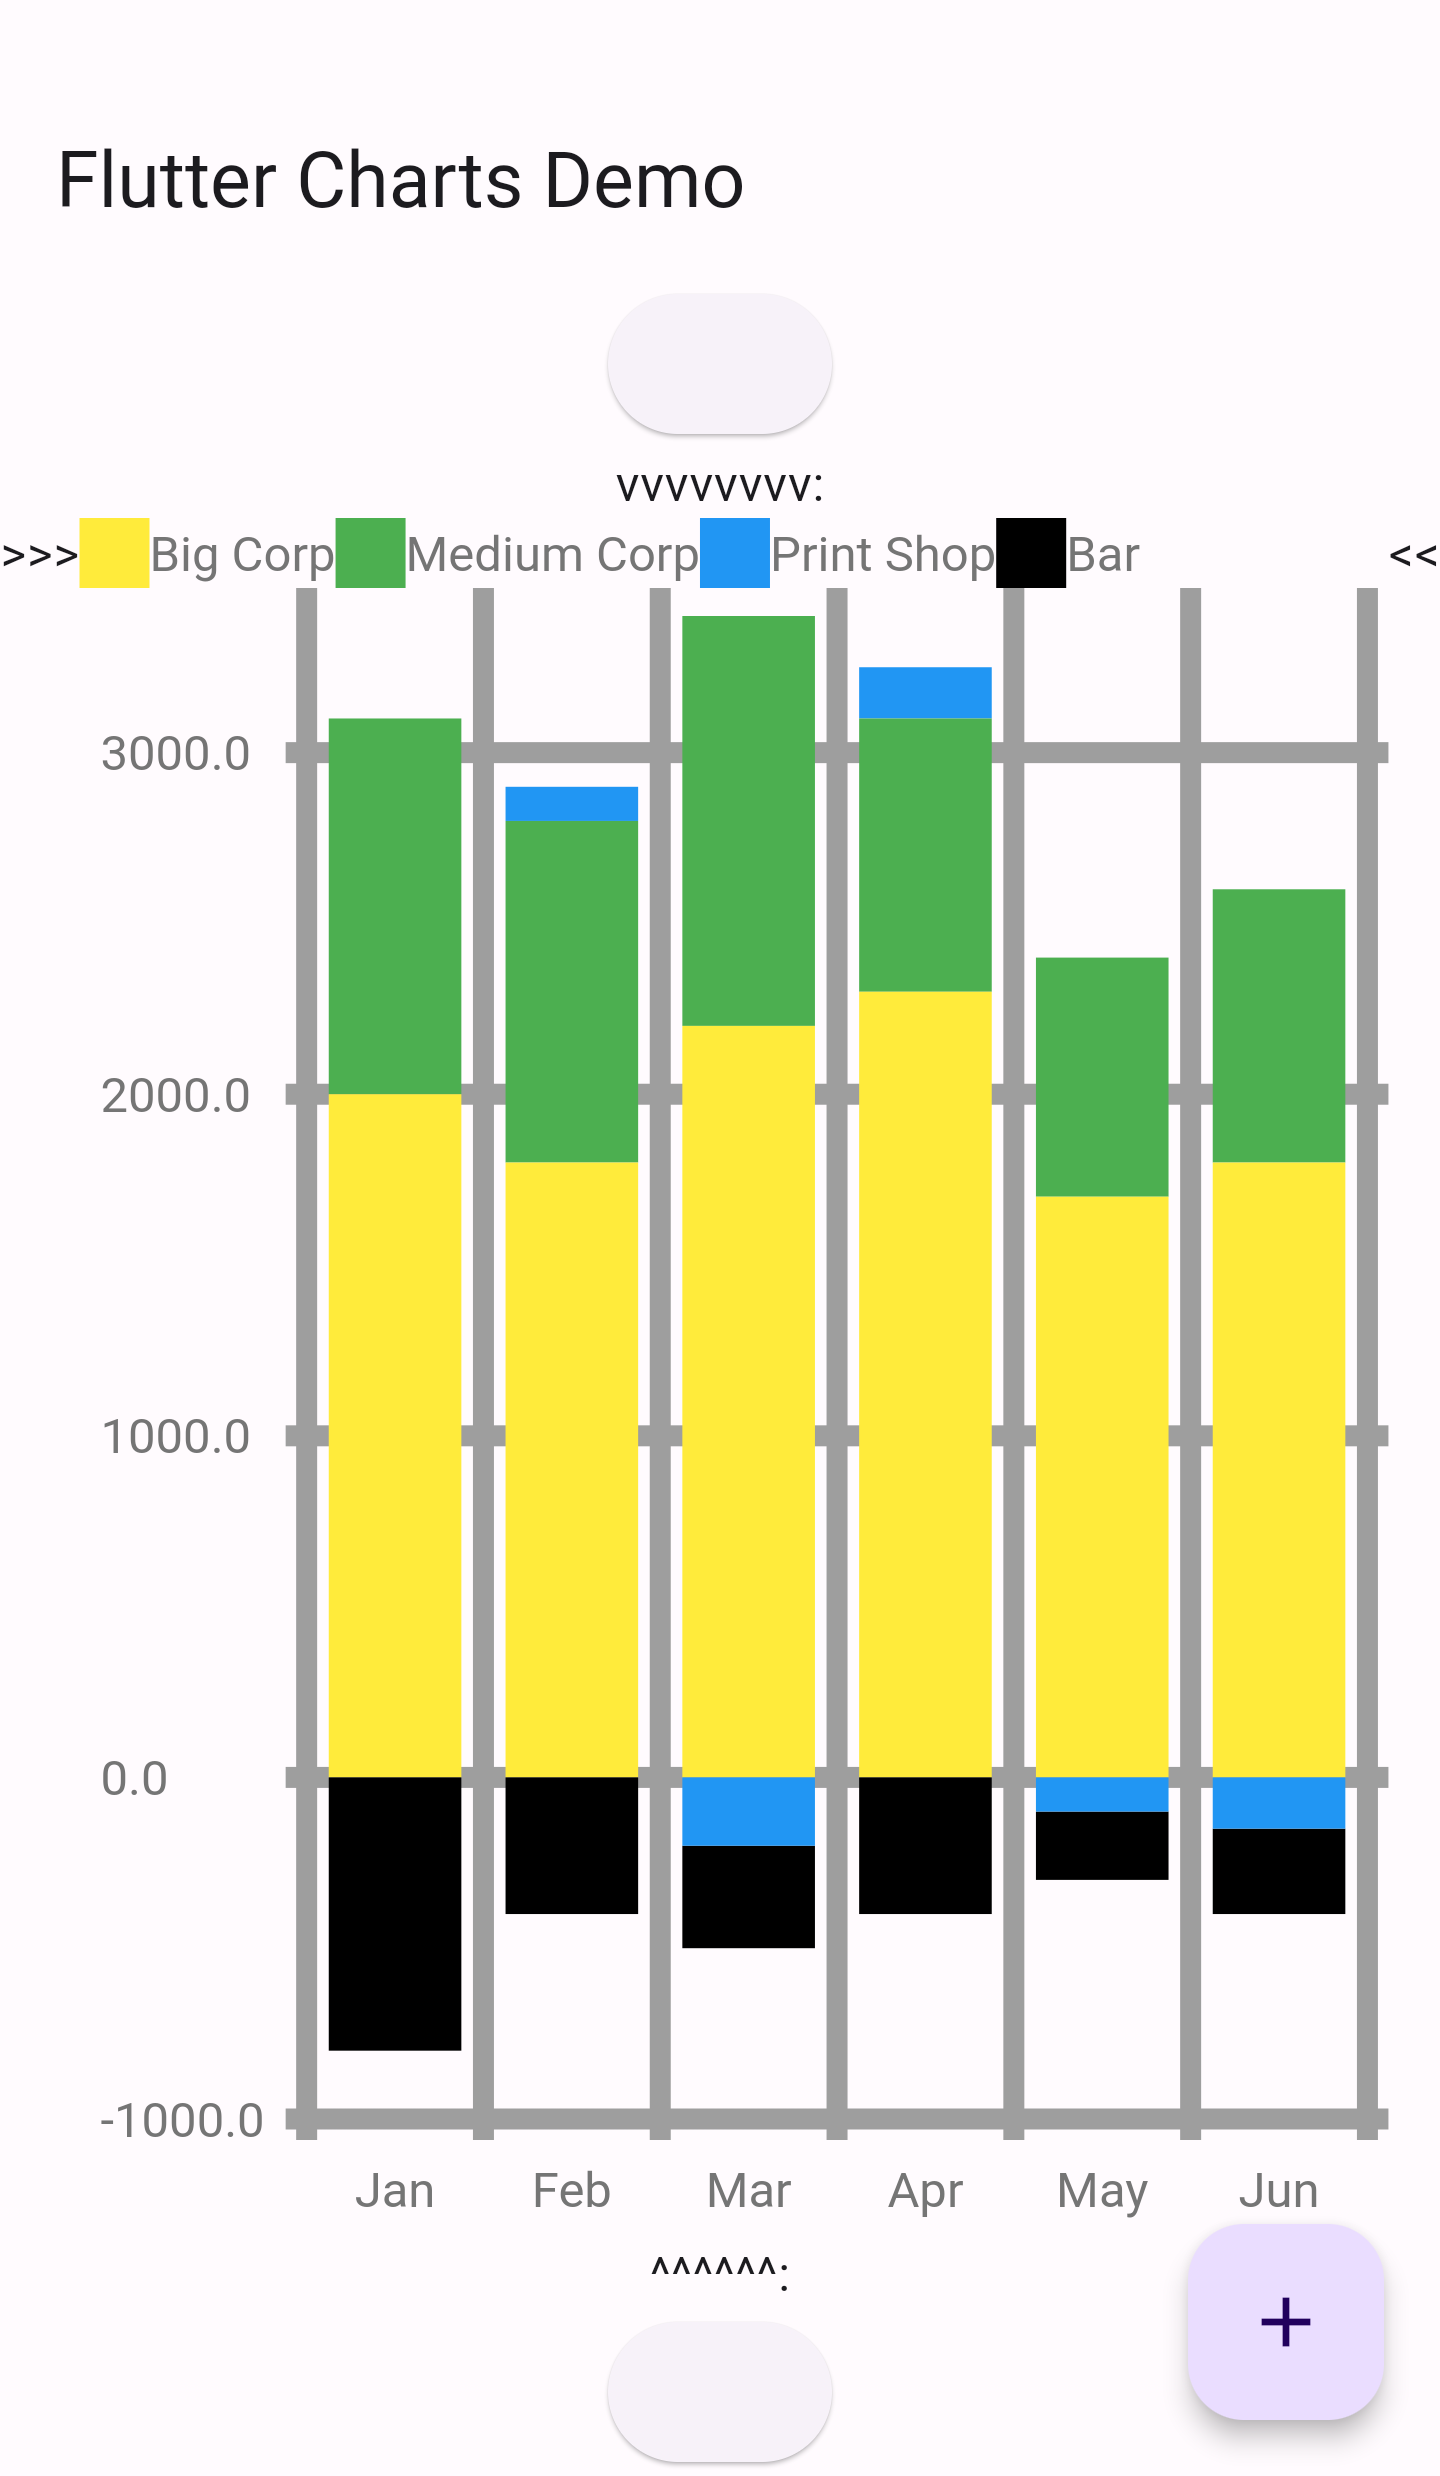 Flutter Charts Demo
vvvvvvvv:
>>> Big Corp Medium Corp Print Shop Bar <<
3000.0
2000.0
1000.0
0.0
-1000.0
Jan Feb Mar Apr May Jun
^^^^^^:
+